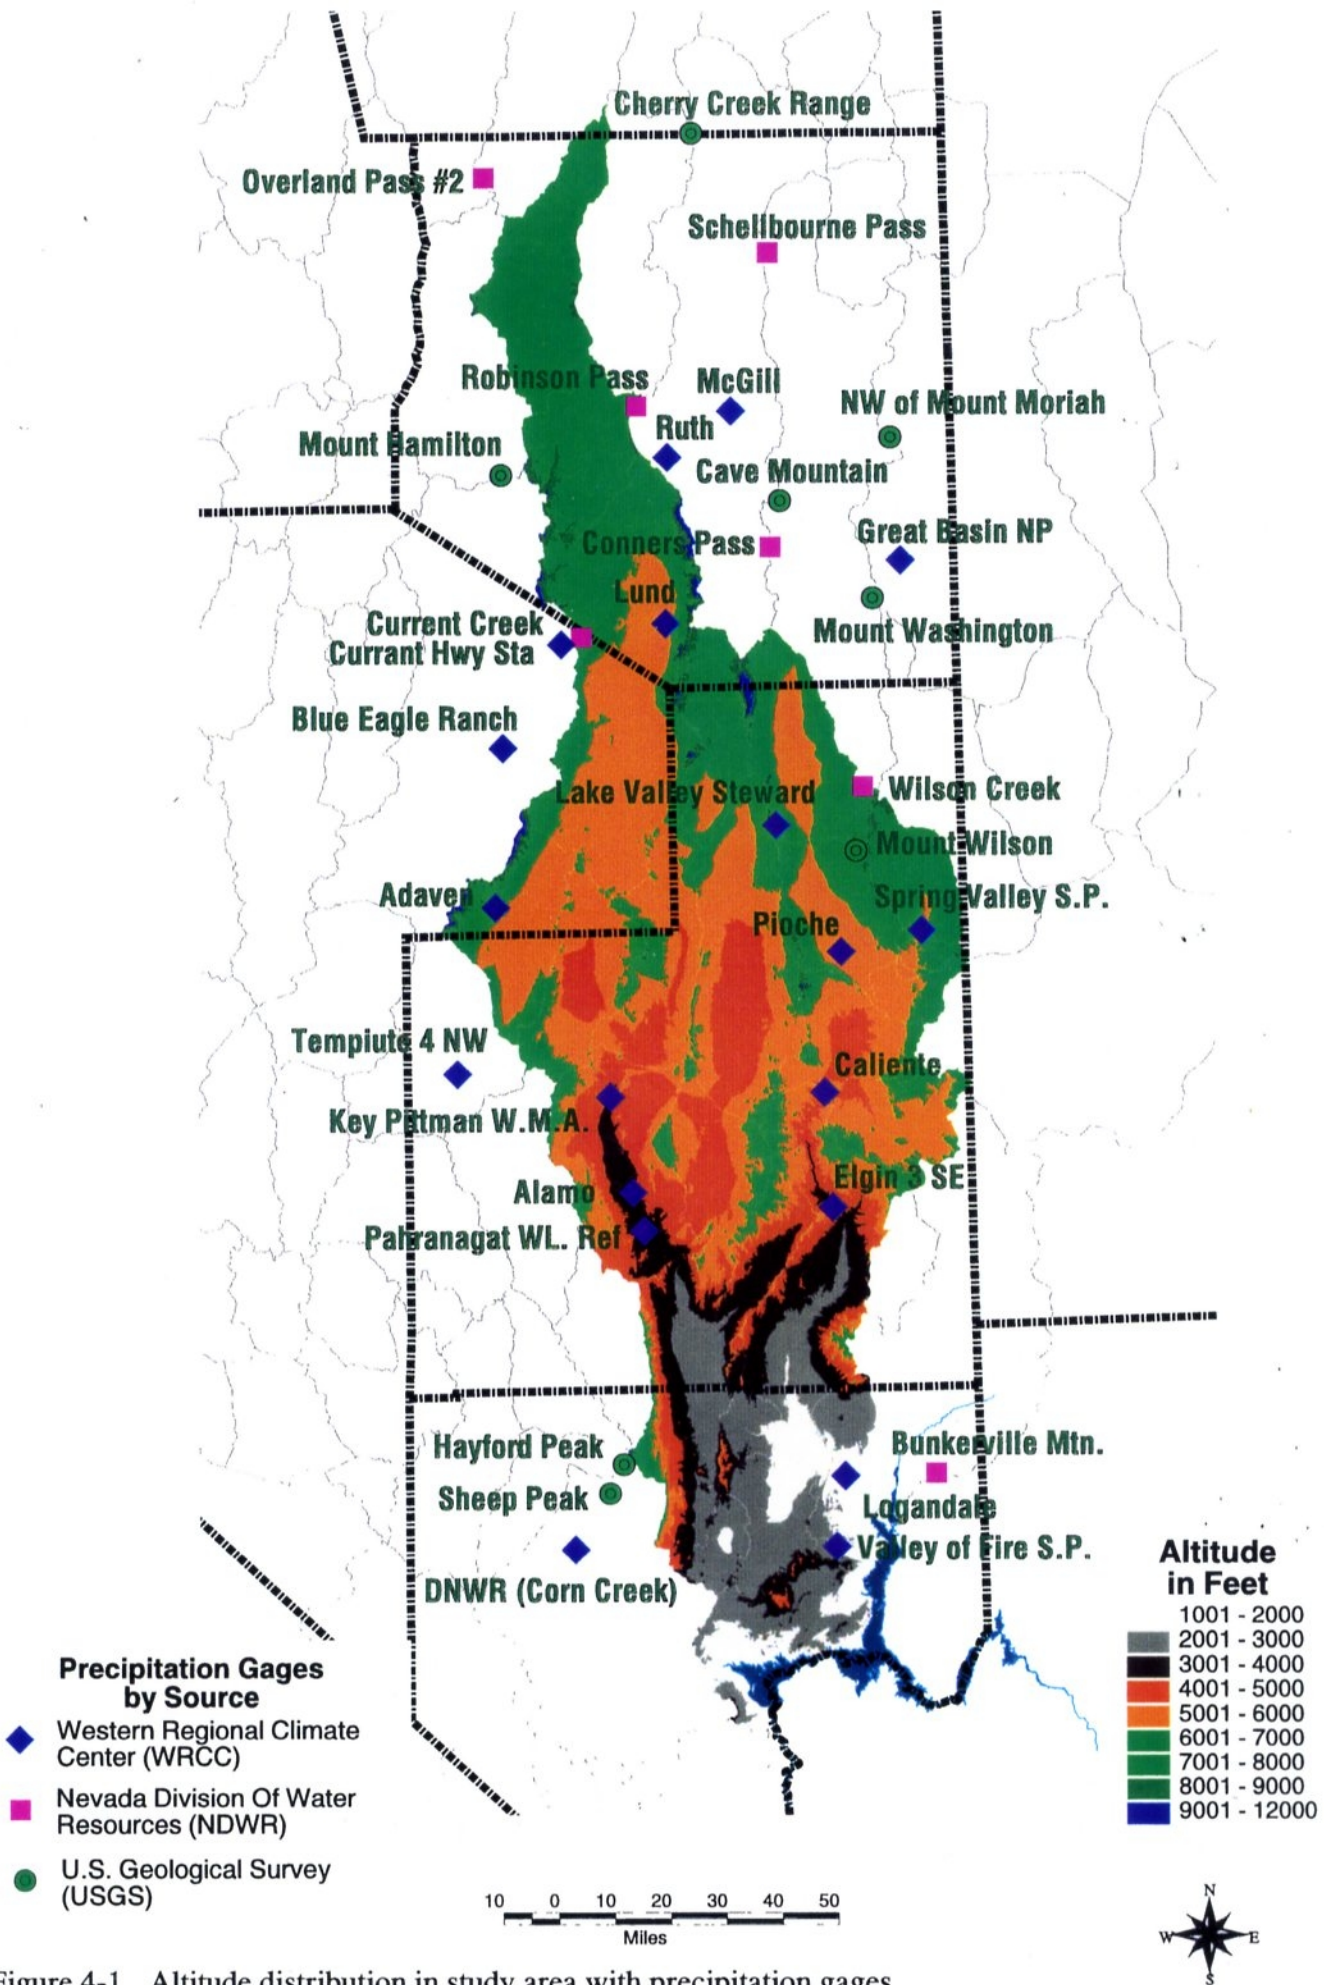 Cherry Creek Range
Overland Pass #2
Schellbourne Pass
Robinson Pass
McGill
NW of Mount Moriah
Ruth
Mount Hamilton
Cave Mountain
Great Basin NP
Conners Pass
Lund
Current Creek
Mount Washington
Currant Hwy Sta
Blue Eagle Ranch
Lake Valley Steward
Wilson Creek
Mount Wilson
Adaven
Spring Valley S.P.
Pioche
Tempiute 4 NW
Caliente
Key Pittman W.M.A.
Elgin 3 SE
Alamo
Pahranagat WL. Ref
Hayford Peak
Bunkerville Mtn.
Sheep Peak
Logandale
Valley of Fire S.P.
DNWR (Corn Creek)
Altitude
in Feet
1001 - 2000
2001 - 3000
3001 - 4000
4001 - 5000
5001 - 6000
6001 - 7000
7001 - 8000
8001 - 9000
9001 - 12000
Precipitation Gages
by Source
Western Regional Climate
Center (WRCC)
Nevada Division Of Water
Resources (NDWR)
U.S. Geological Survey
(USGS)
10 0 10 20 30 40 50
Miles
N
W E
S
Figure 4-1. Altitude distribution in study area with precipitation gages